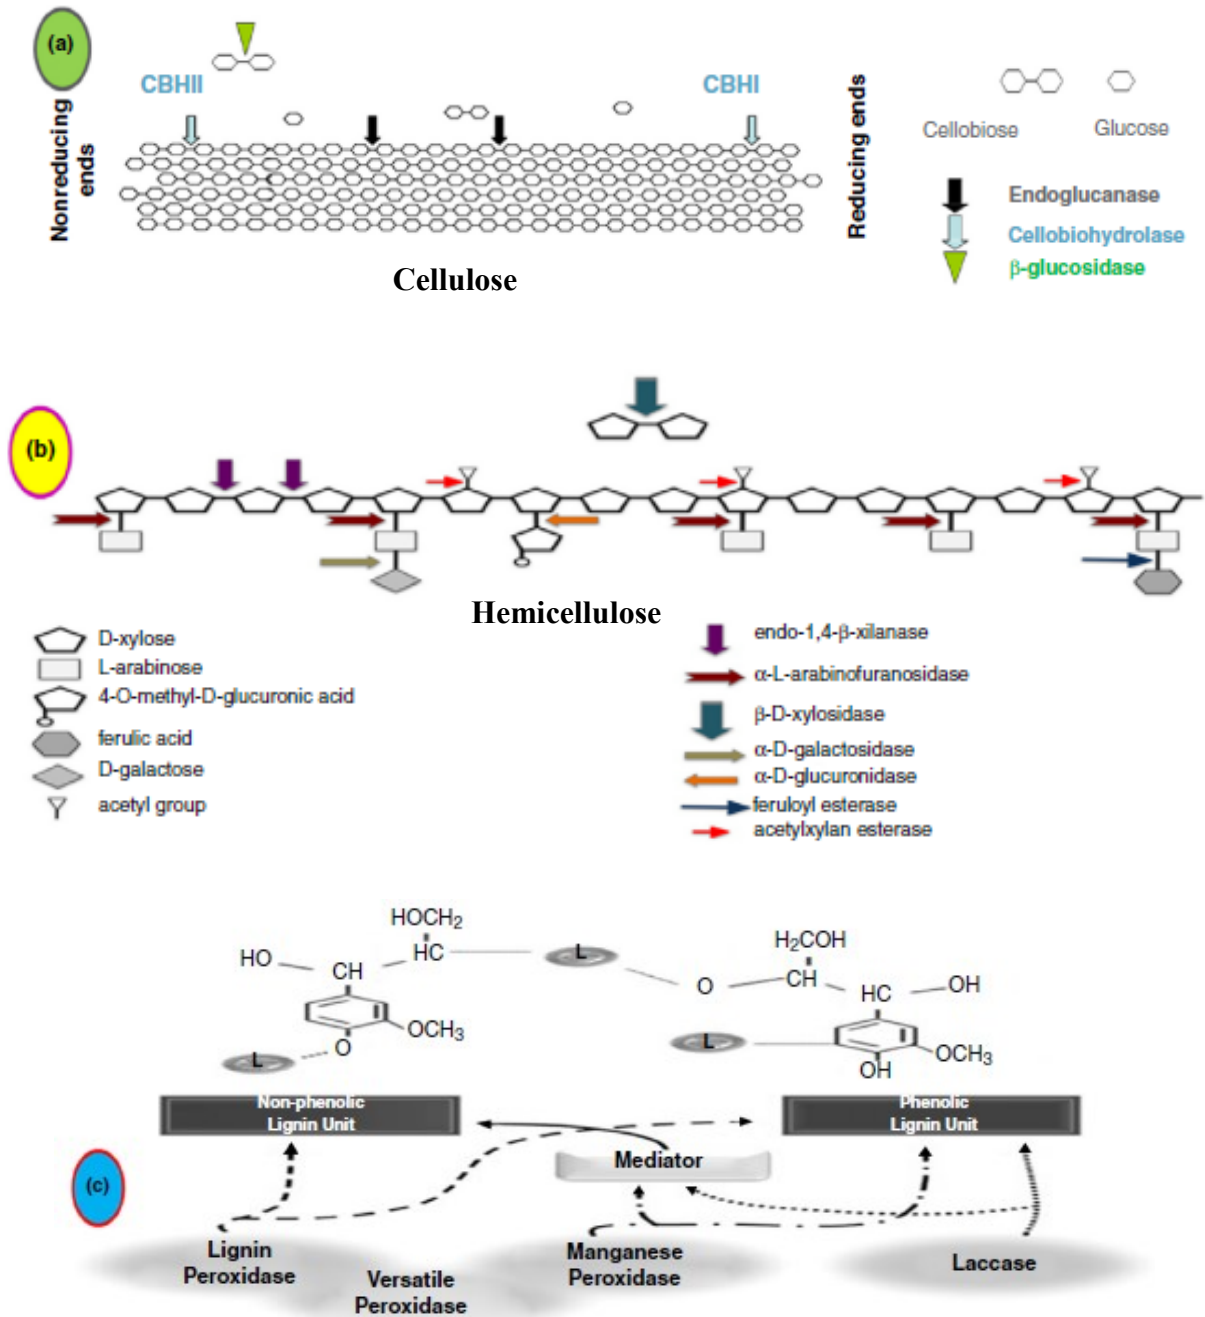 (a)
CBHII
CBHI
Nonreducing
ends
Reducing ends
Cellobiose
Glucose
Endoglucanase
Cellobiohydrolase
β-glucosidase
Cellulose
(b)
Hemicellulose
D-xylose
L-arabinose
4-O-methyl-D-glucuronic acid
ferulic acid
D-galactose
acetyl group
endo-1,4-β-xilanase
α-L-arabinofuranosidase
β-D-xylosidase
α-D-galactosidase
α-D-glucuronidase
feruloyl esterase
acetylxylan esterase
HOCH₂
HO
CH
HC
L
O
H₂COH
CH
HC
OH
OCH₃
O
L
L
OCH₃
OH
Non-phenolic
Lignin Unit
Phenolic
Lignin Unit
Mediator
(c)
Lignin
Peroxidase
Versatile
Peroxidase
Manganese
Peroxidase
Laccase